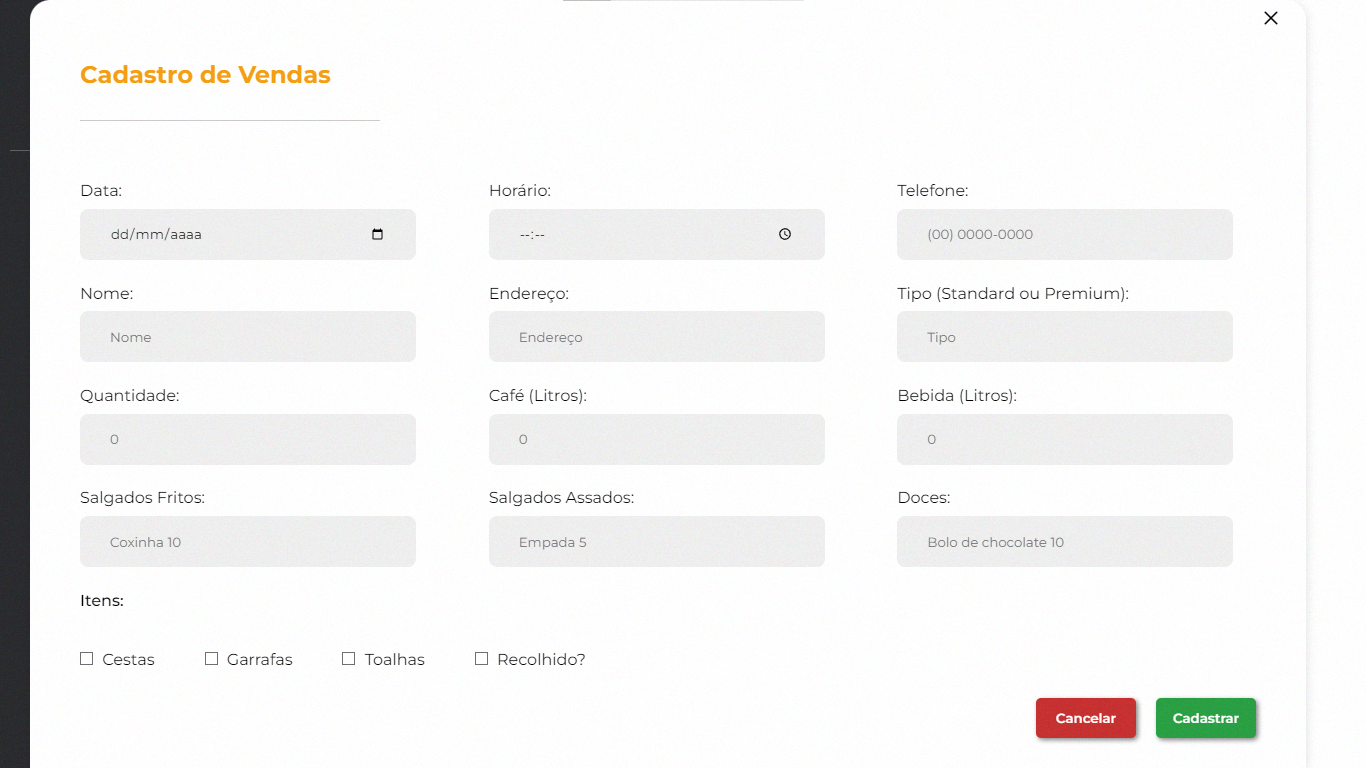 Cadastro de Vendas
Data: Horário: Telefone:
dd/mm/aaaa --:-- (00) 0000-0000
Nome: Endereço: Tipo (Standard ou Premium):
Nome Endereço Tipo
Quantidade: Café (Litros): Bebida (Litros):
0 0 0
Salgados Fritos: Salgados Assados: Doces:
Coxinha 10 Empada 5 Bolo de chocolate 10
Itens:
Cestas Garrafas Toalhas Recolhido?
Cancelar Cadastrar